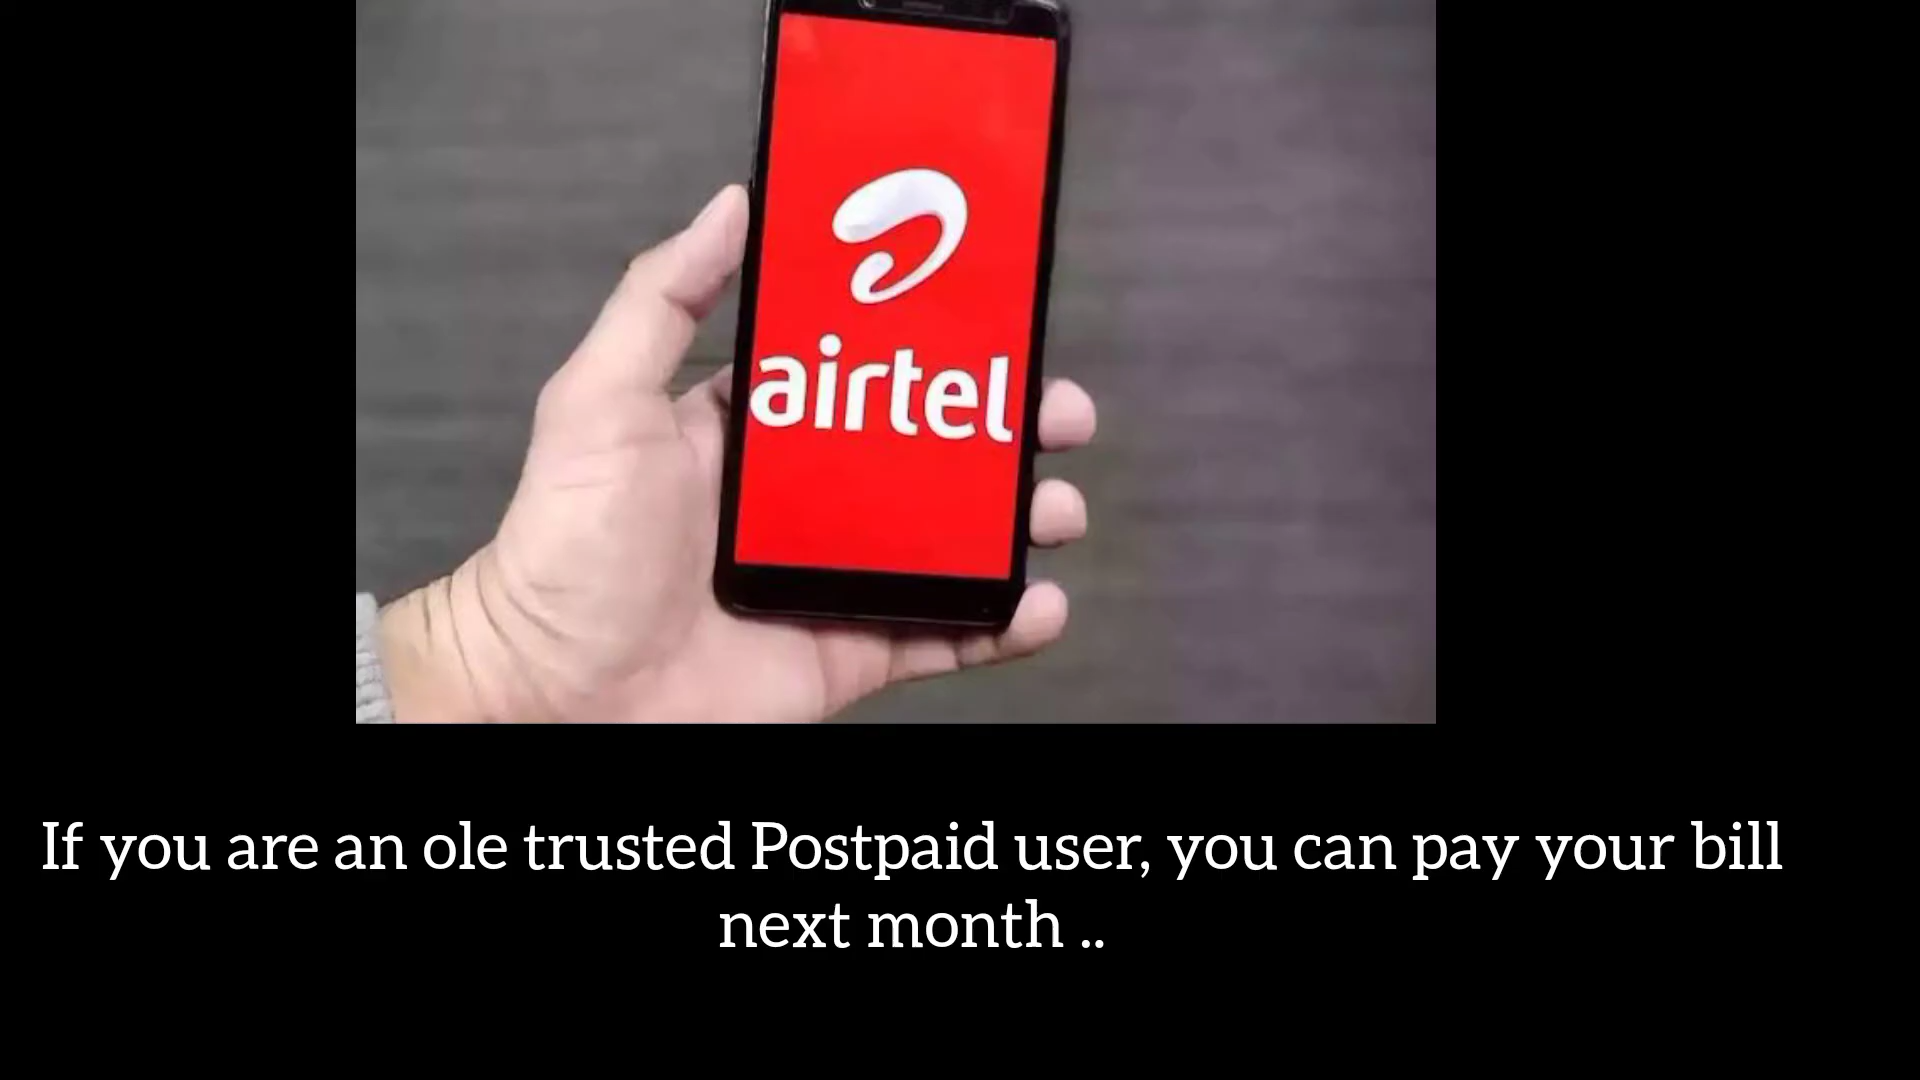 airtel
If you are an ole trusted Postpaid user, you can pay your bill
next month ..